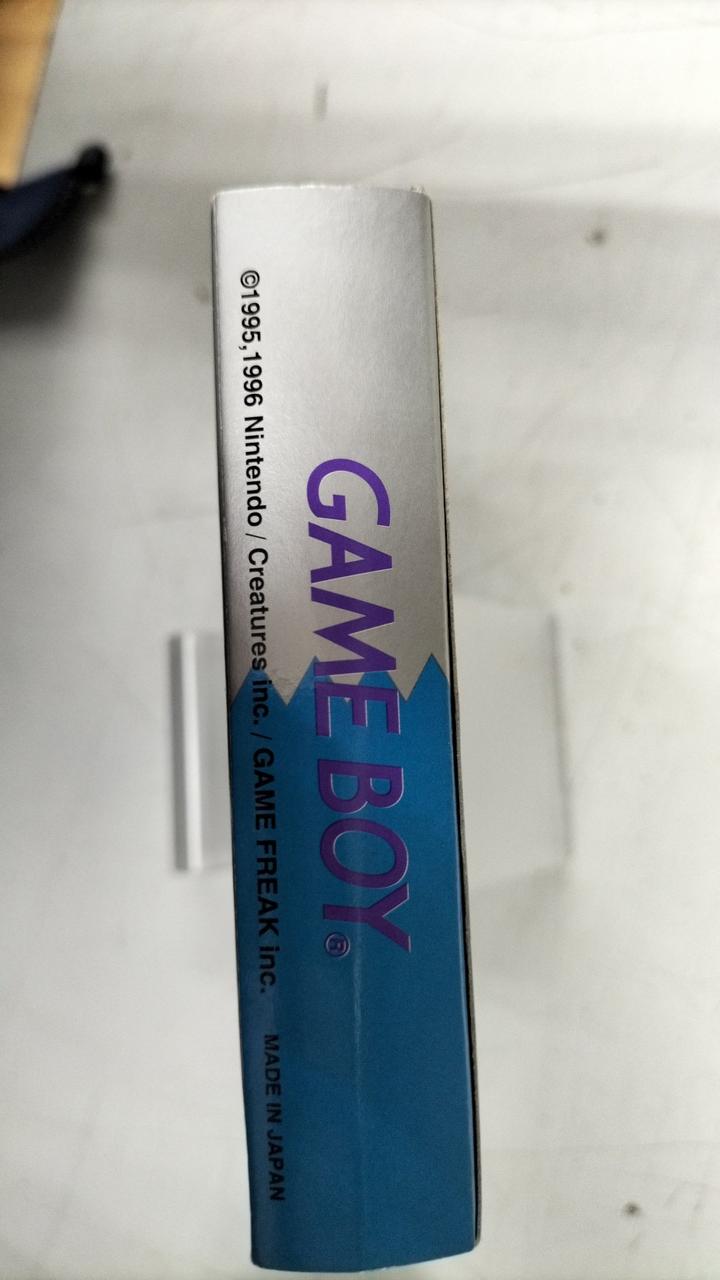 GAME BOY®
©1995,1996 Nintendo / Creatures inc. / GAME FREAK inc. MADE IN JAPAN